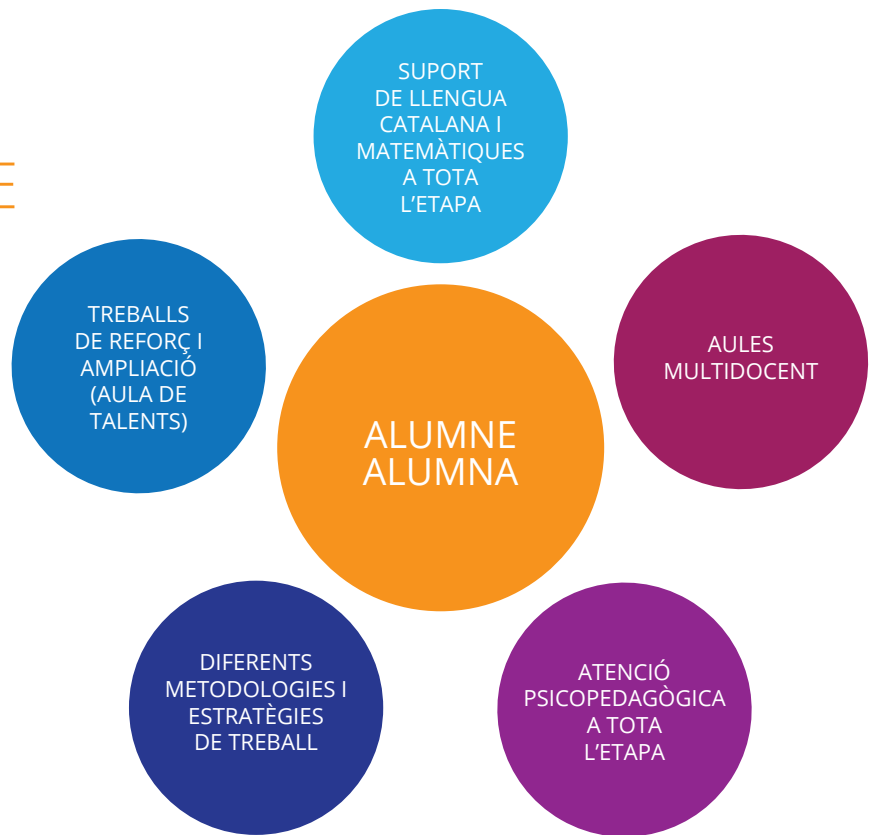 SUPORT
DE LLENGUA
CATALANA I
MATEMÀTIQUES
A TOTA
L'ETAPA
TREBALLS
DE REFORÇ I
AMPLIACIÓ
(AULA DE
TALENTS)
AULES
MULTIDOCENT
ALUMNE
ALUMNA
DIFERENTS
METODOLOGIES I
ESTRATÈGIES
DE TREBALL
ATENCIÓ
PSICOPEDAGÒGICA
A TOTA
L'ETAPA